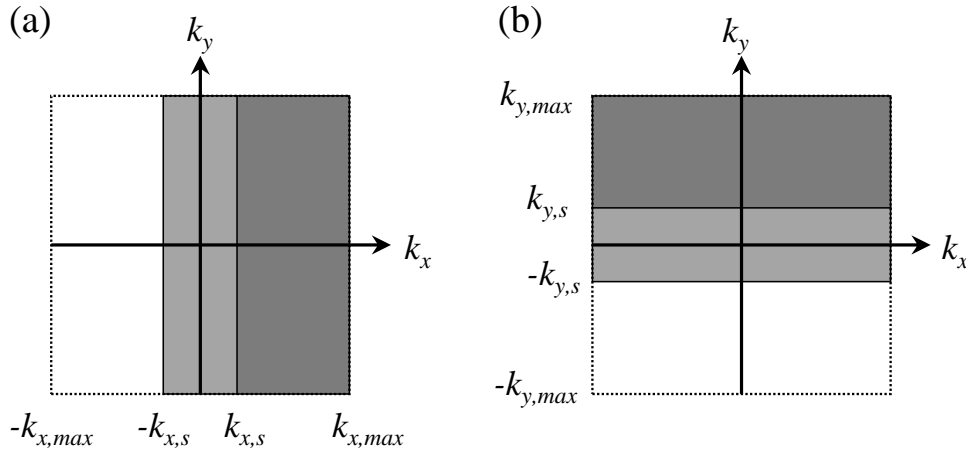 (a)
k_y
k_x
-k_{x,max} -k_{x,s} k_{x,s} k_{x,max}
(b)
k_y
k_{y,max}
k_{y,s}
k_x
-k_{y,s}
-k_{y,max}